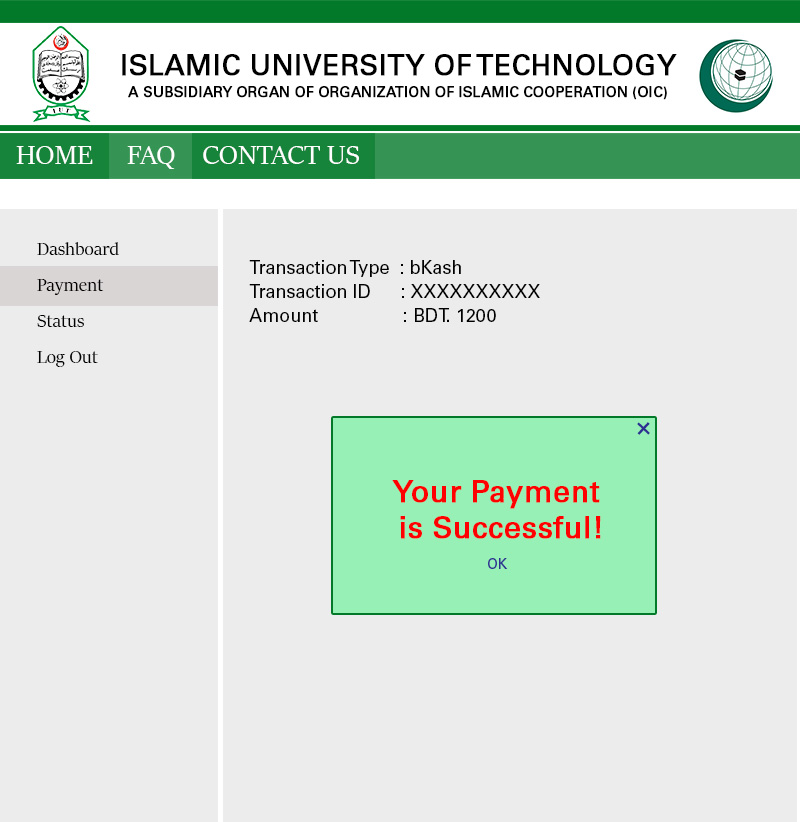 ISLAMIC UNIVERSITY OF TECHNOLOGY
A SUBSIDIARY ORGAN OF ORGANIZATION OF ISLAMIC COOPERATION (OIC)
I U T
HOME FAQ CONTACT US
Dashboard
Payment
Status
Log Out
Transaction Type : bKash
Transaction ID : XXXXXXXXXX
Amount : BDT. 1200
×
Your Payment
is Successful!
OK